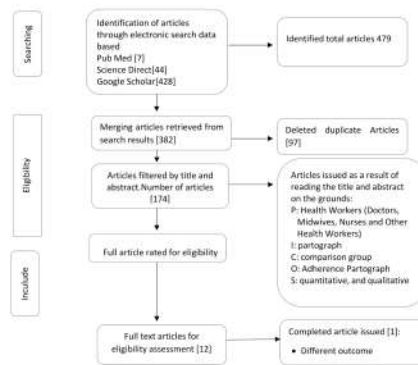 Searching
Identification of articles
through electronic search data
based
Pub Med [7]
Science Direct[44]
Google Scholar[428]
Identified total articles 479
Eligibility
Merging articles retrieved from
search results [382]
Deleted duplicate Articles
[97]
Articles filtered by title and
abstract.Number of articles
[174]
Articles issued as a result of
reading the title and abstract
on the grounds:
P: Health Workers (Doctors,
Midwives, Nurses and Other
Health Workers)
I: partograph
C: comparison group
O: Adherence Partograph
S: quantitative, and qualitative
Full article rated for eligibility
Inculude
Full text articles for
eligibility assessment [12]
Completed article issued [1]:
• Different outcome